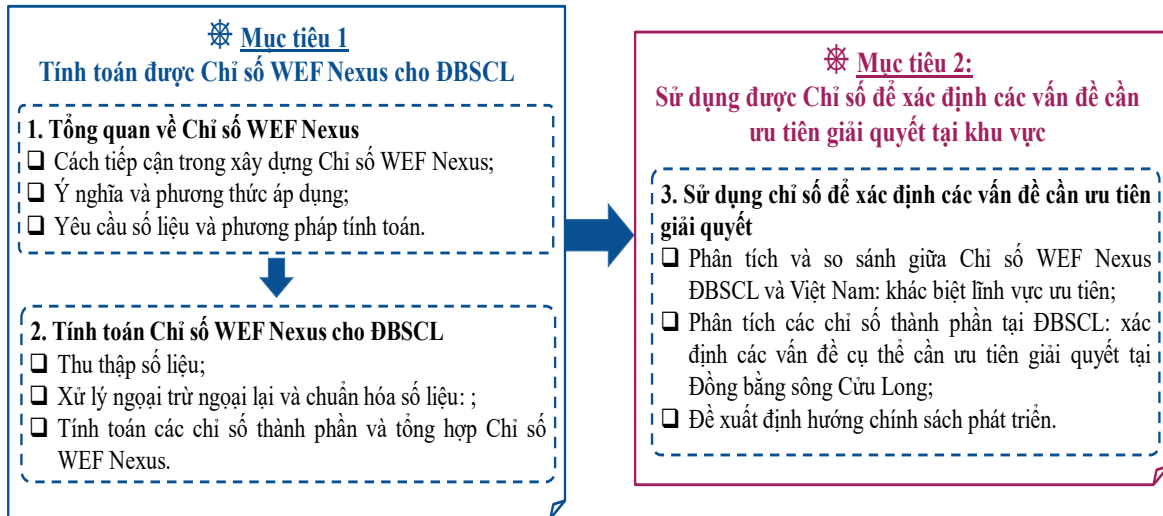 Mục tiêu 1
Tính toán được Chỉ số WEF Nexus cho ĐBSCL
1. Tổng quan về Chỉ số WEF Nexus
Cách tiếp cận trong xây dựng Chỉ số WEF Nexus;
Ý nghĩa và phương thức áp dụng;
Yêu cầu số liệu và phương pháp tính toán.
2. Tính toán Chỉ số WEF Nexus cho ĐBSCL
Thu thập số liệu;
Xử lý ngoại trừ ngoại lại và chuẩn hóa số liệu: ;
Tính toán các chỉ số thành phần và tổng hợp Chỉ số
WEF Nexus.
Mục tiêu 2:
Sử dụng được Chỉ số để xác định các vấn đề cần
ưu tiên giải quyết tại khu vực
3. Sử dụng chỉ số để xác định các vấn đề cần ưu tiên
giải quyết
Phân tích và so sánh giữa Chỉ số WEF Nexus
ĐBSCL và Việt Nam: khác biệt lĩnh vực ưu tiên;
Phân tích các chỉ số thành phần tại ĐBSCL: xác
định các vấn đề cụ thể cần ưu tiên giải quyết tại
Đồng bằng sông Cửu Long;
Đề xuất định hướng chính sách phát triển.